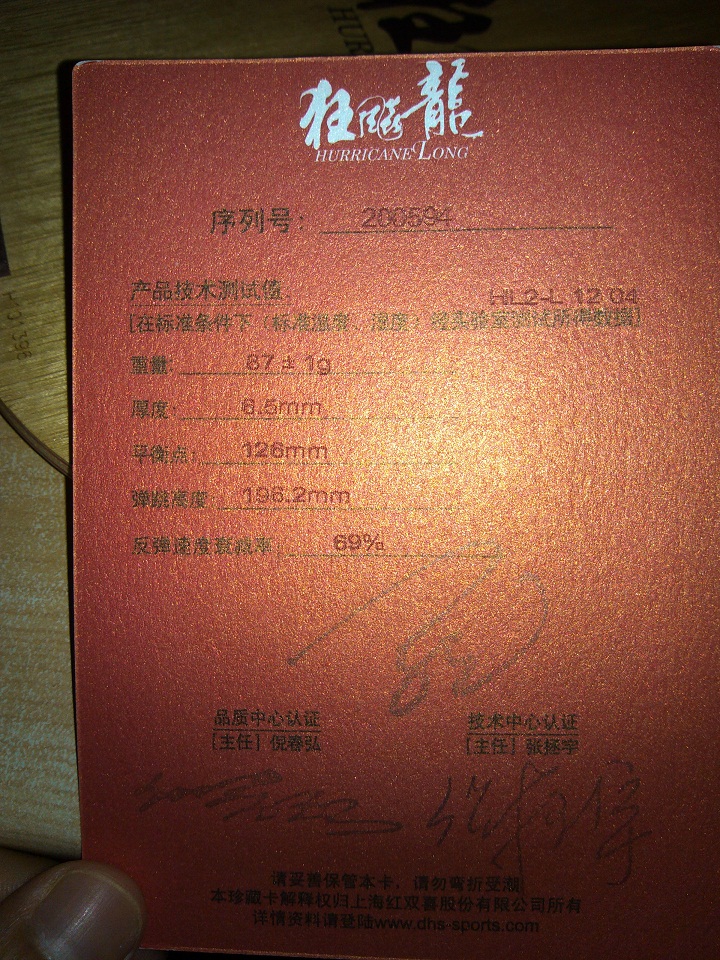 狂飚龍
HURRICANE LONG
序列号： 200594
产品技术测试值 HL2-L 12 04
[在标准条件下（标准温度、湿度）经实验室测试所得数据]
重量: 87±1g
厚度: 6.5mm
平衡点: 126mm
弹跳高度: 196.2mm
反弹速度衰减率: 69%
品质中心认证 技术中心认证
[主任] 倪春弘 [主任] 张拯宇
请妥善保管本卡，请勿弯折受潮
本珍藏卡解释权归上海红双喜股份有限公司所有
详情资料请登陆www.dhs-sports.com